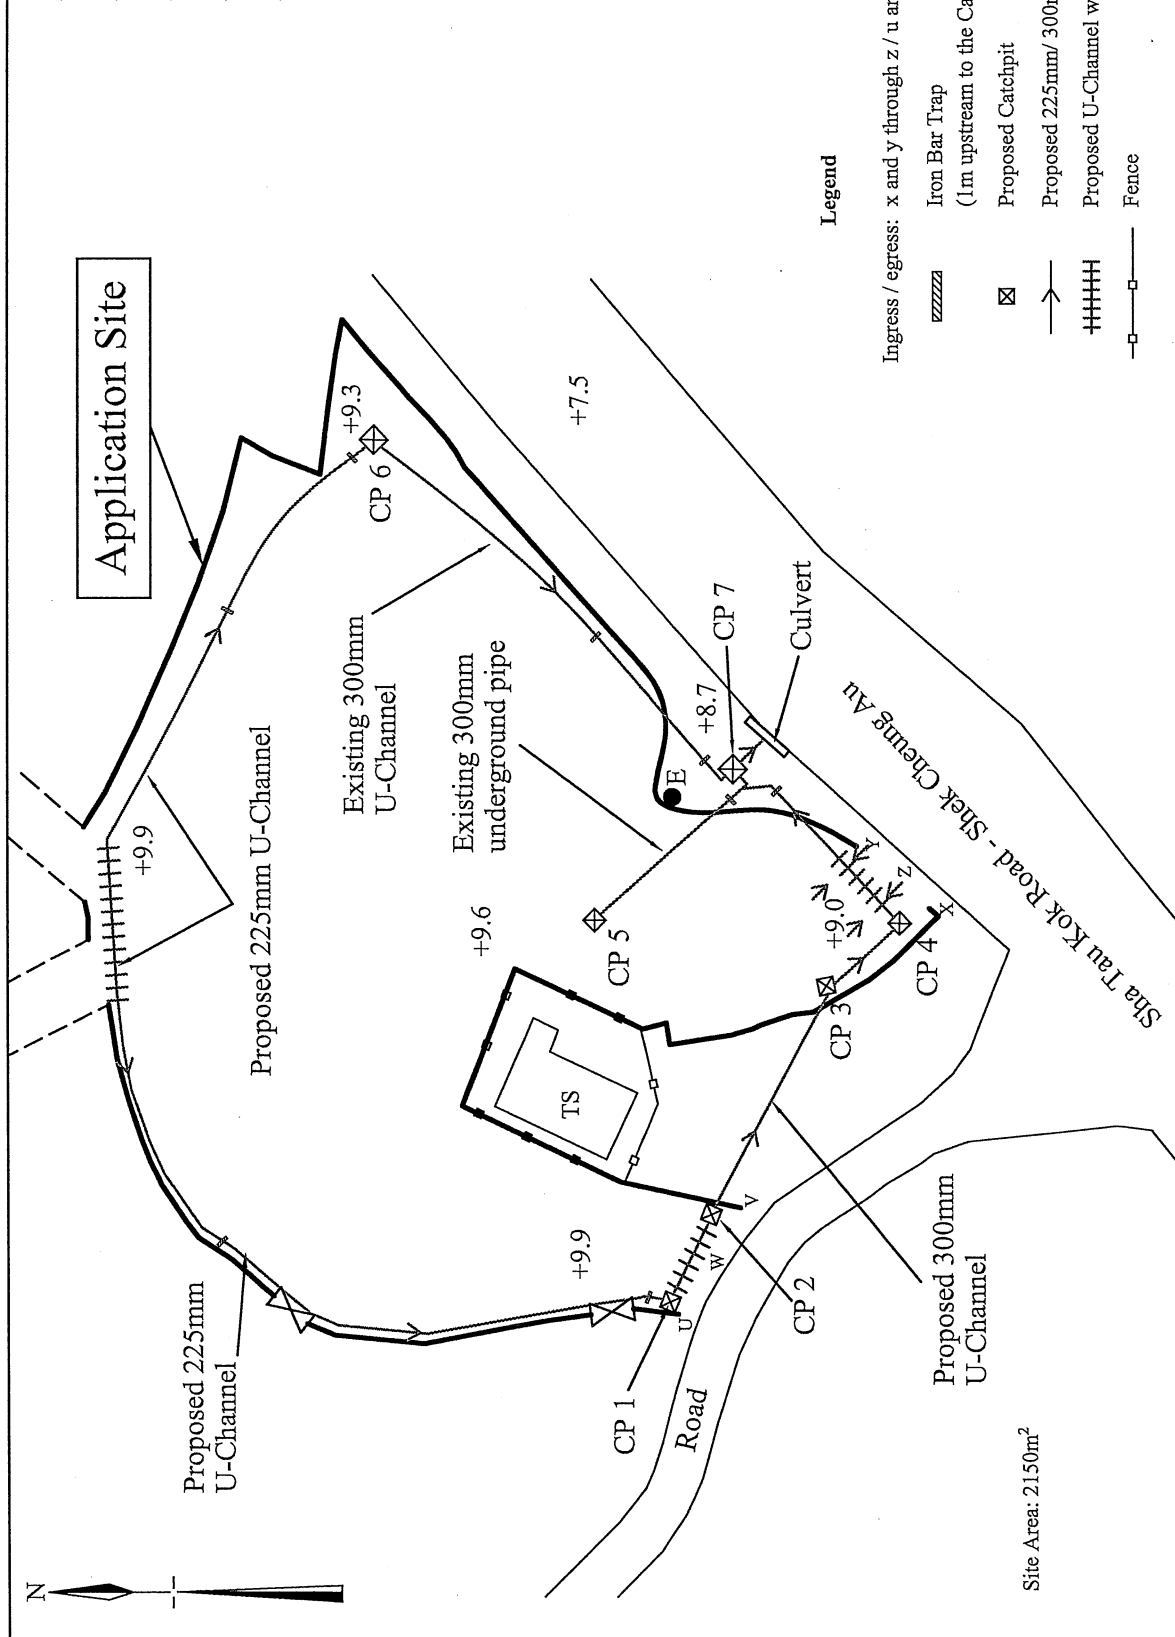 N
Application Site
+9.9
Proposed 225mm U-Channel
Proposed 225mm
U-Channel
+9.3
CP 6
Existing 300mm
U-Channel
Existing 300mm
underground pipe
+7.5
+9.6
CP 5
TS
+9.9
E
+8.7
CP 7
Culvert
+9.0
Y
Z
X
CP 4
CP 3
V
W
U
CP 2
CP 1
Road
Proposed 300mm
U-Channel
Sha Tau Kok Road - Shek Cheung Au
Site Area: 2150m²
Legend
Ingress / egress: x and y through z / u
Iron Bar Trap
(1m upstream to the
Proposed Catchpit
Proposed 225mm/
Proposed U-Channel
Fence